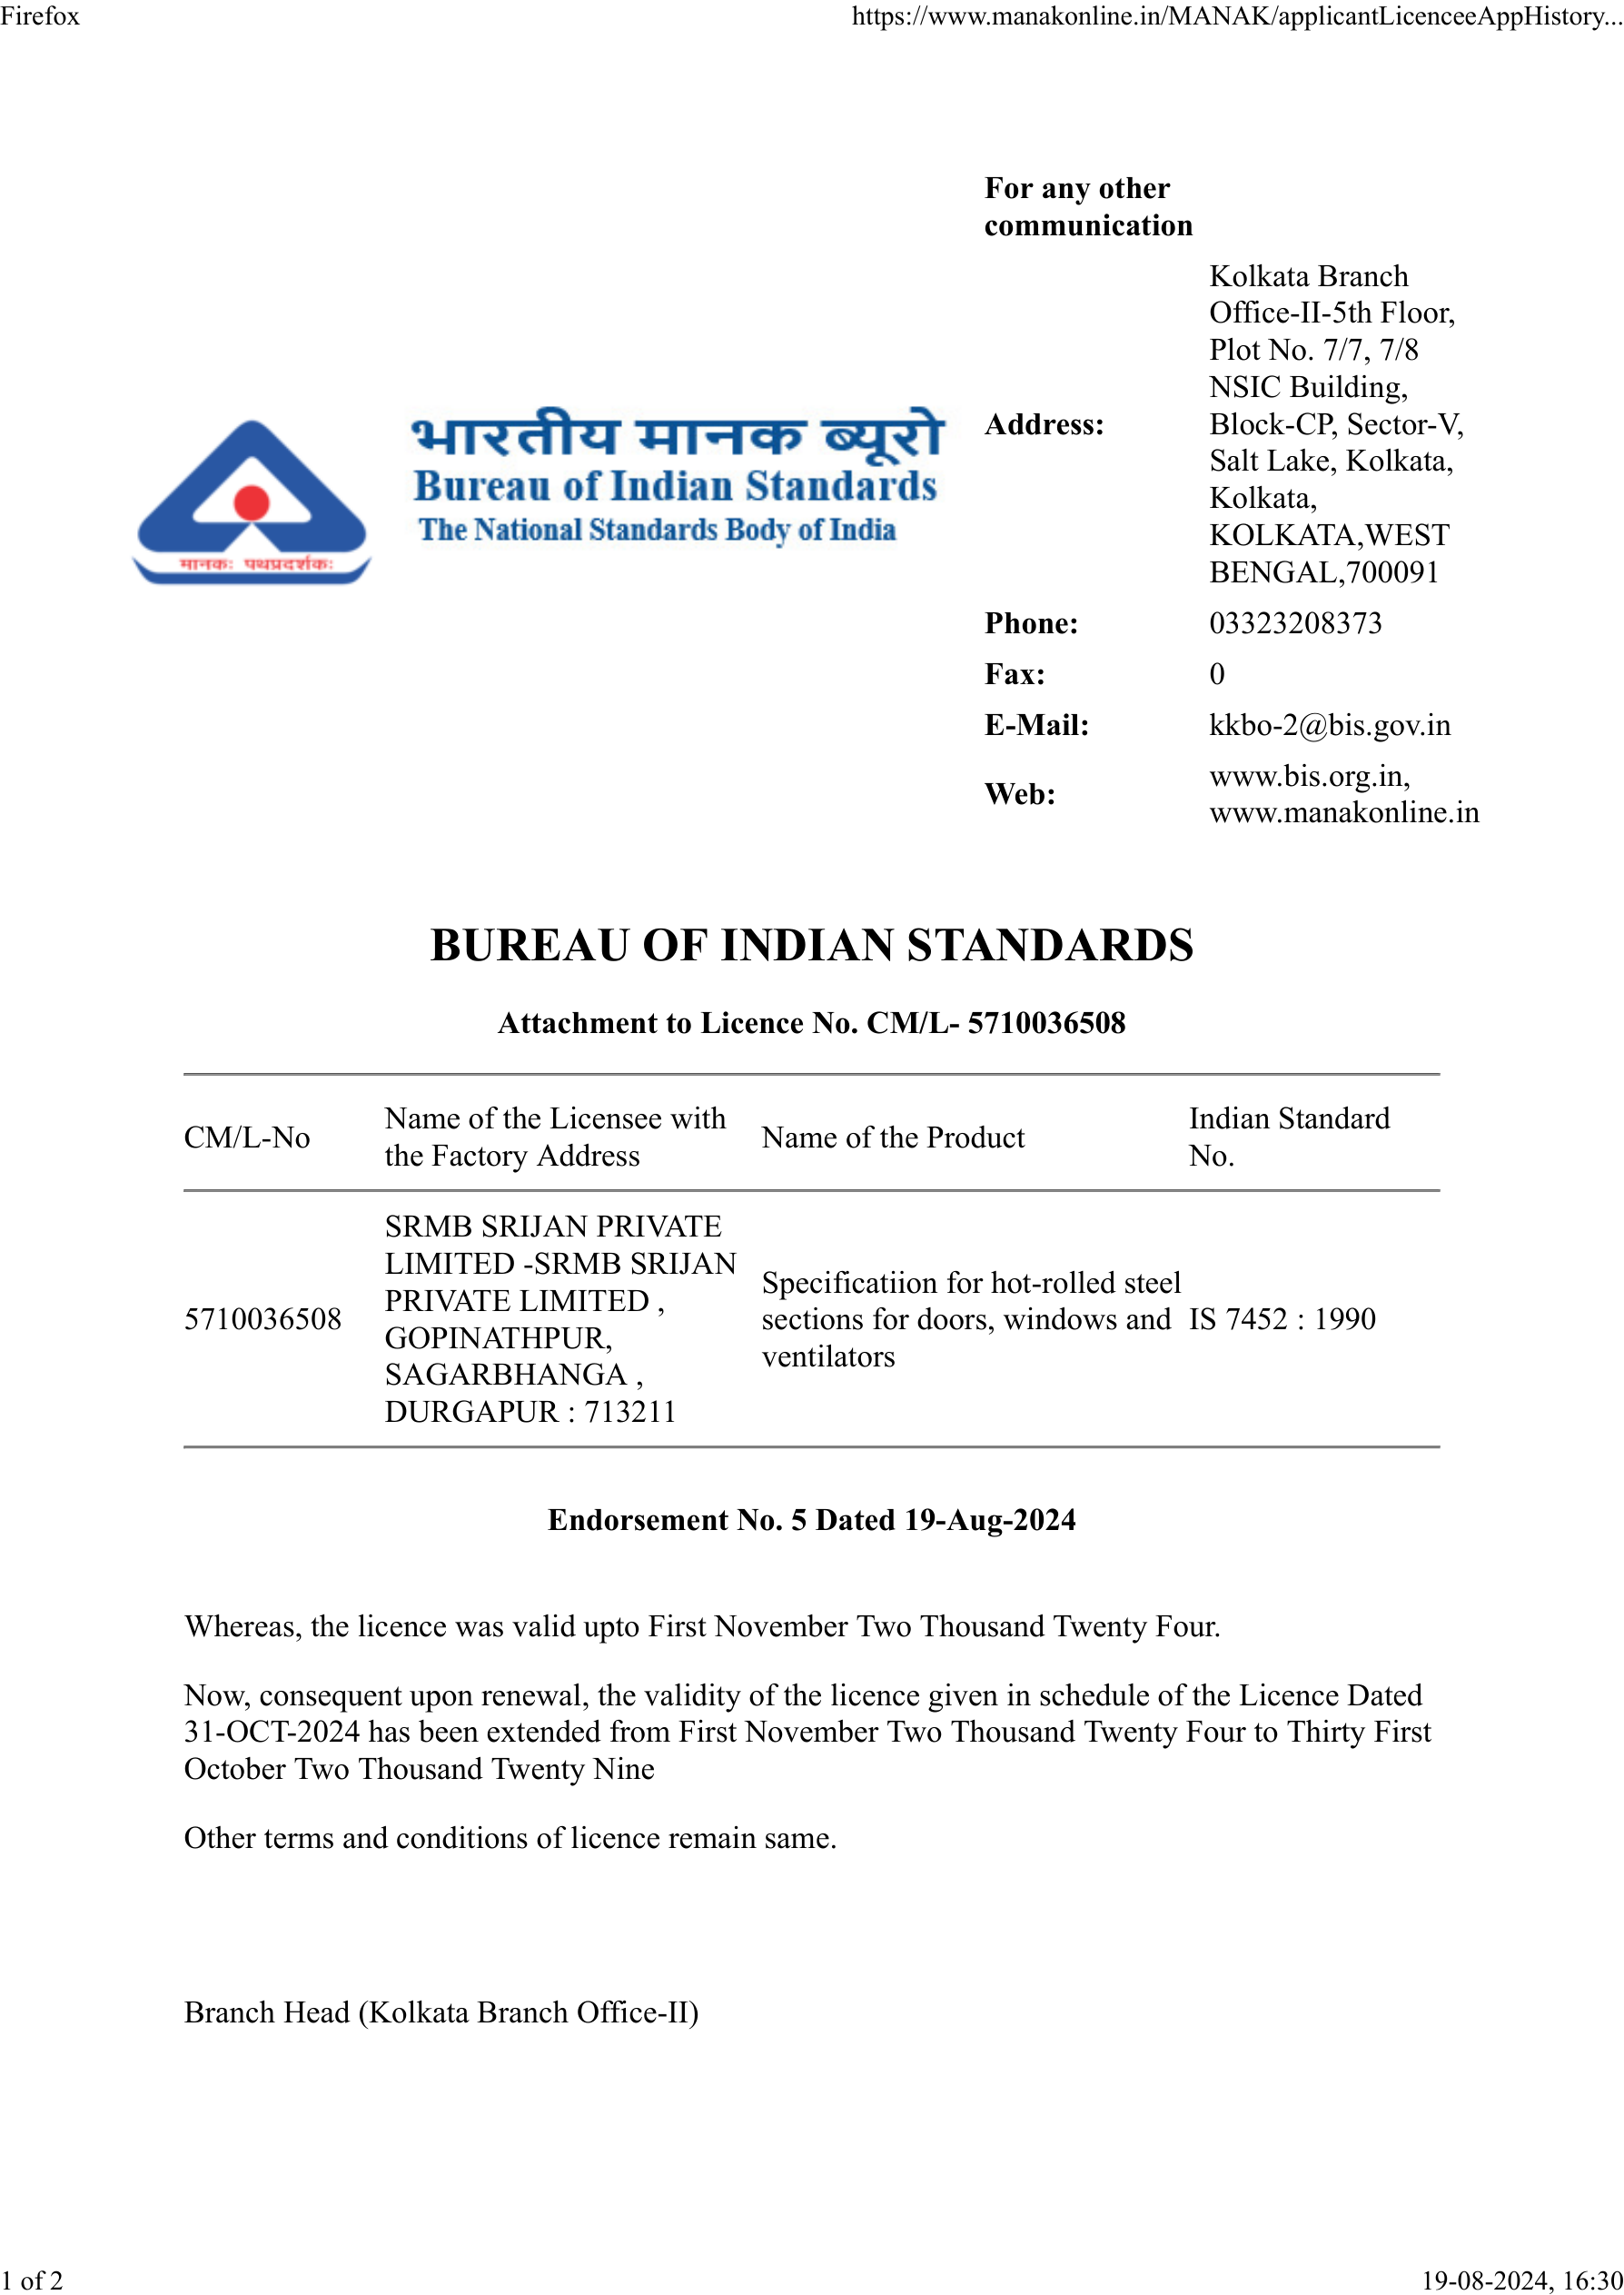 Firefox
https://www.manakonline.in/MANAK/applicantLicenceeAppHistory...
For any other
communication
Address:
Kolkata Branch
Office-II-5th Floor,
Plot No. 7/7, 7/8
NSIC Building,
Block-CP, Sector-V,
Salt Lake, Kolkata,
Kolkata,
KOLKATA,WEST
BENGAL,700091
Phone: 03323208373
Fax: 0
E-Mail: kkbo-2@bis.gov.in
Web: www.bis.org.in,
www.manakonline.in
भारतीय मानक ब्यूरो
Bureau of Indian Standards
The National Standards Body of India
मानकः पथप्रदर्शकः
BUREAU OF INDIAN STANDARDS
Attachment to Licence No. CM/L- 5710036508
CM/L-No
Name of the Licensee with
the Factory Address
Name of the Product
Indian Standard
No.
5710036508
SRMB SRIJAN PRIVATE
LIMITED -SRMB SRIJAN
PRIVATE LIMITED ,
GOPINATHPUR,
SAGARBHANGA ,
DURGAPUR : 713211
Specificatiion for hot-rolled steel
sections for doors, windows and
ventilators
IS 7452 : 1990
Endorsement No. 5 Dated 19-Aug-2024
Whereas, the licence was valid upto First November Two Thousand Twenty Four.
Now, consequent upon renewal, the validity of the licence given in schedule of the Licence Dated
31-OCT-2024 has been extended from First November Two Thousand Twenty Four to Thirty First
October Two Thousand Twenty Nine
Other terms and conditions of licence remain same.
Branch Head (Kolkata Branch Office-II)
1 of 2
19-08-2024, 16:30